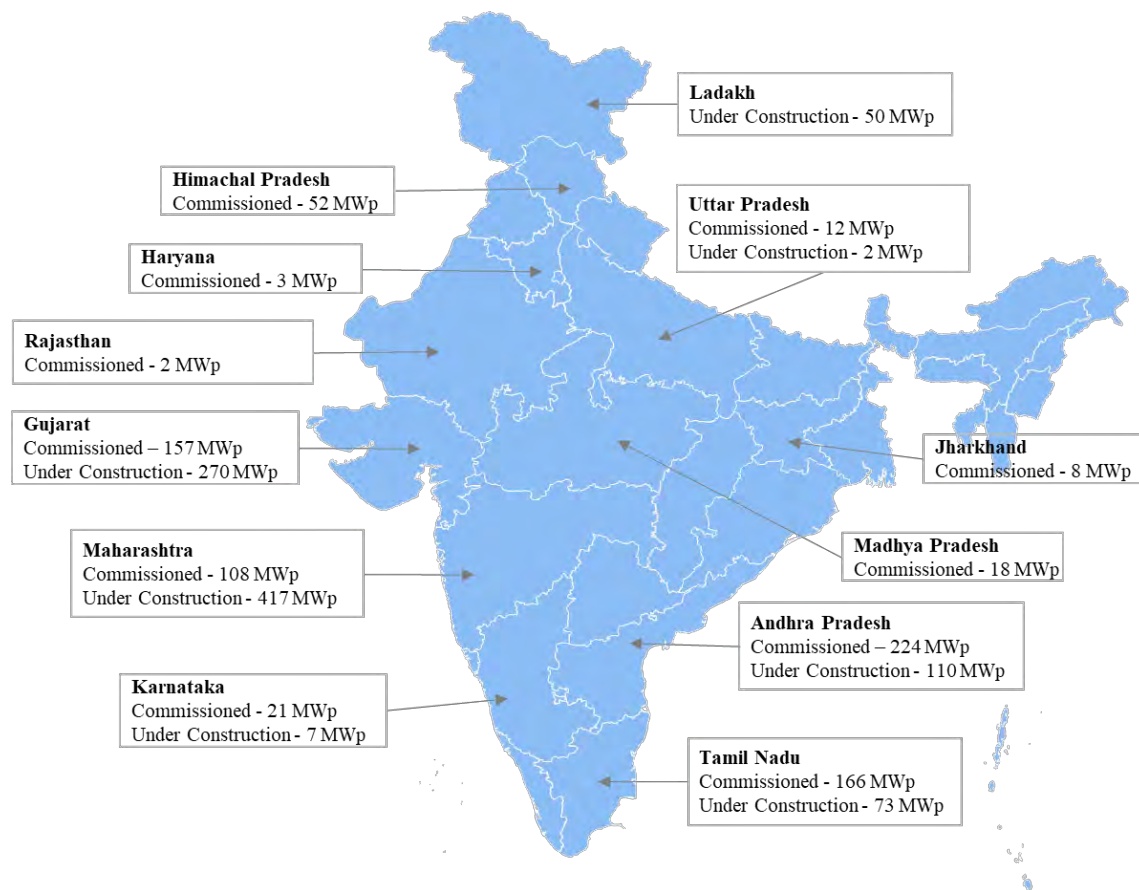 Ladakh
Under Construction - 50 MWp
Himachal Pradesh
Commissioned - 52 MWp
Uttar Pradesh
Commissioned - 12 MWp
Under Construction - 2 MWp
Haryana
Commissioned - 3 MWp
Rajasthan
Commissioned - 2 MWp
Gujarat
Commissioned – 157 MWp
Under Construction - 270 MWp
Jharkhand
Commissioned - 8 MWp
Maharashtra
Commissioned - 108 MWp
Under Construction - 417 MWp
Madhya Pradesh
Commissioned - 18 MWp
Andhra Pradesh
Commissioned – 224 MWp
Under Construction - 110 MWp
Karnataka
Commissioned - 21 MWp
Under Construction - 7 MWp
Tamil Nadu
Commissioned - 166 MWp
Under Construction - 73 MWp